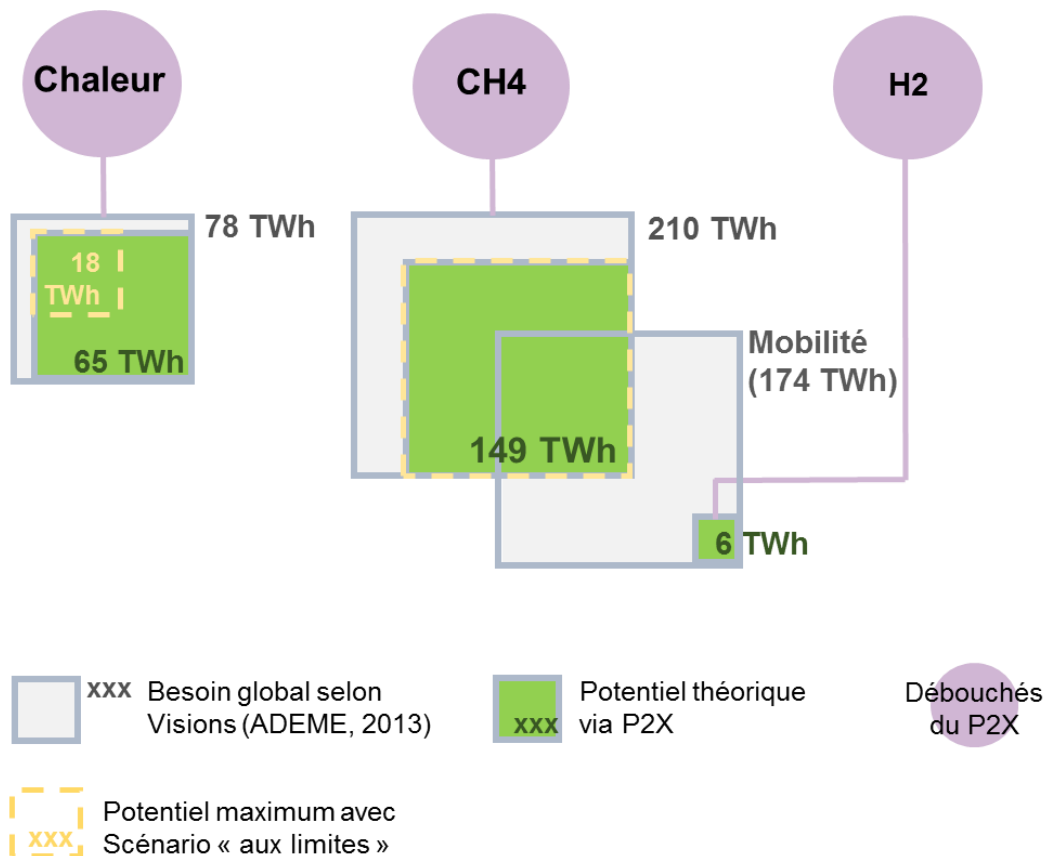 Chaleur
CH4
H2
78 TWh
18
TWh
65 TWh
210 TWh
149 TWh
Mobilité
(174 TWh)
6 TWh
xxx
Besoin global selon
Visions (ADEME, 2013)
xxx
Potentiel théorique
via P2X
Débouchés
du P2X
xxx
Potentiel maximum avec
Scénario « aux limites »